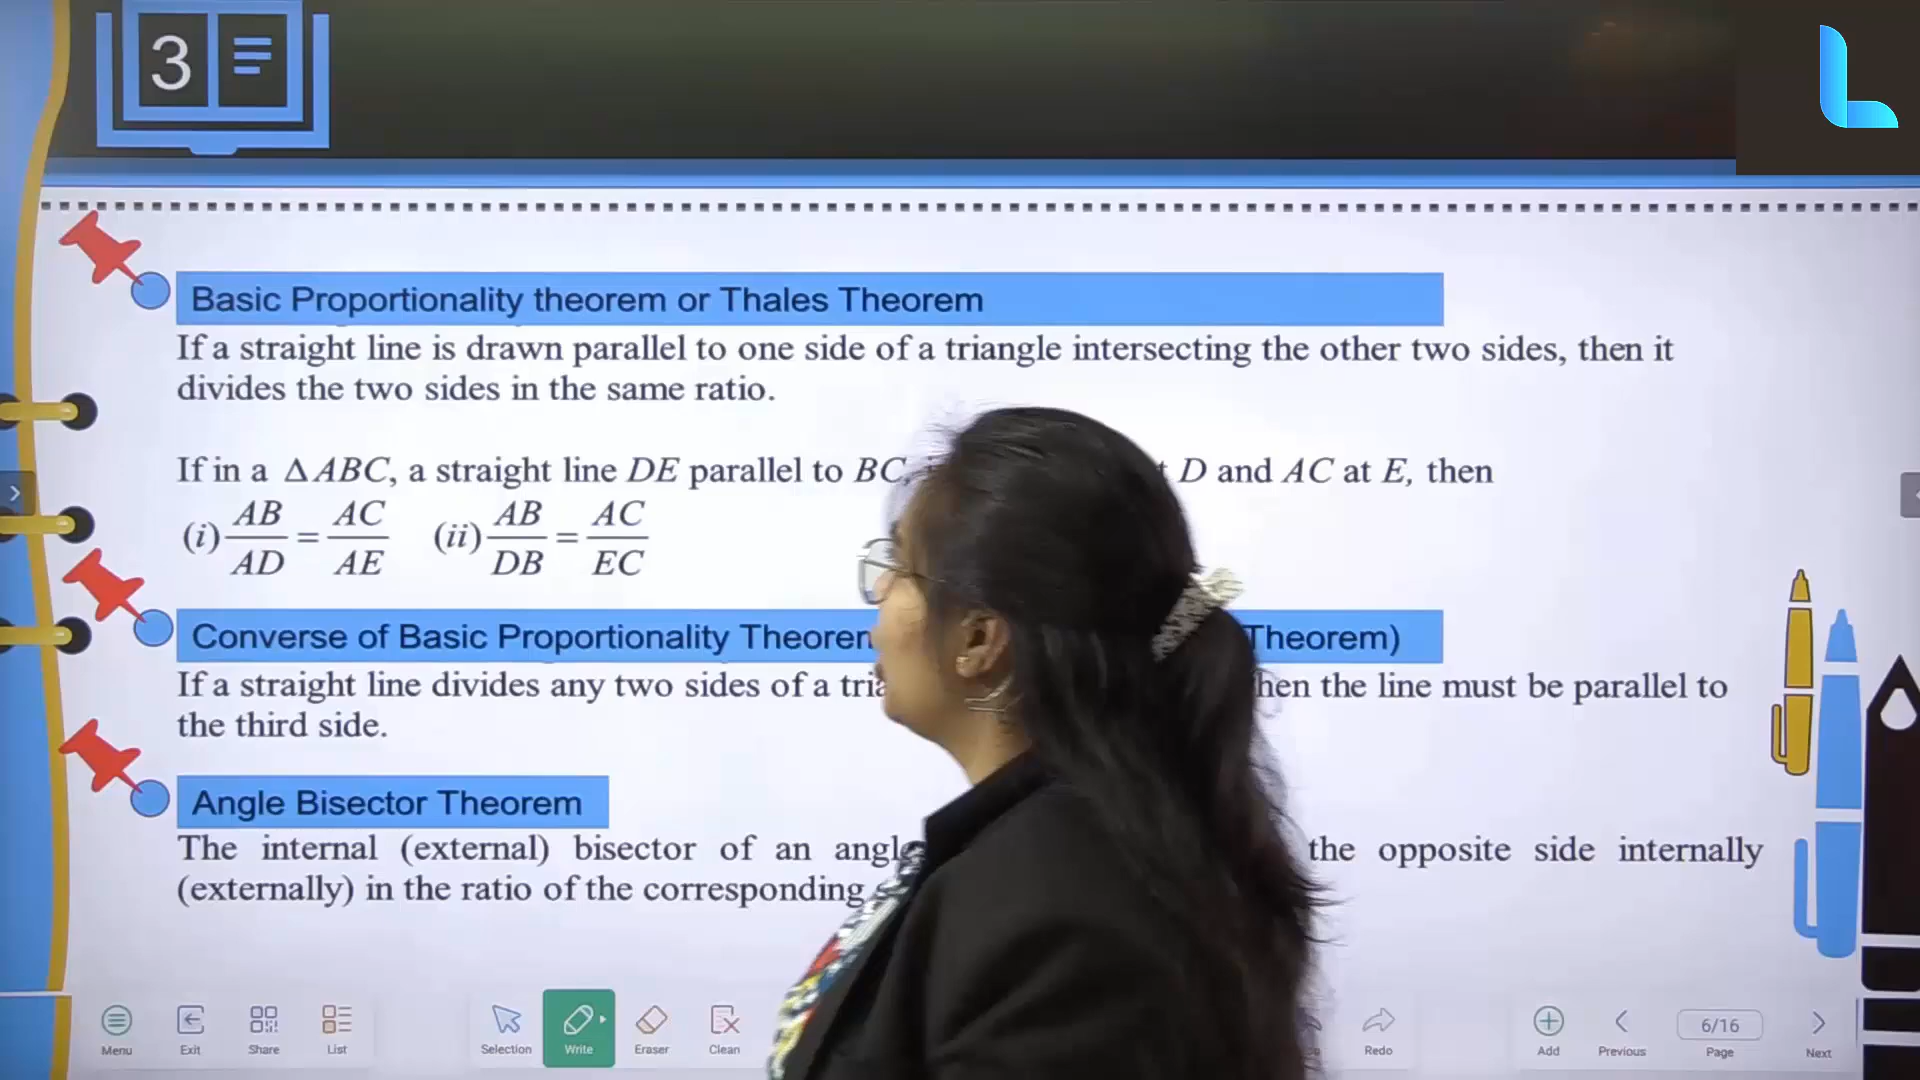 3
Basic Proportionality theorem or Thales Theorem
If a straight line is drawn parallel to one side of a triangle intersecting the other two sides, then it
divides the two sides in the same ratio.
If in a ΔABC, a straight line DE parallel to BC, D and AC at E, then
(i) AB/AD = AC/AE (ii) AB/DB = AC/EC
Converse of Basic Proportionality Theorem)
If a straight line divides any two sides of a the line must be parallel to
the third side.
Angle Bisector Theorem
The internal (external) bisector of an the opposite side internally
(externally) in the ratio of the corresponding
Menu Exit Share List Selection Write Eraser Clean Redo Add Previous 6/16 Page Next